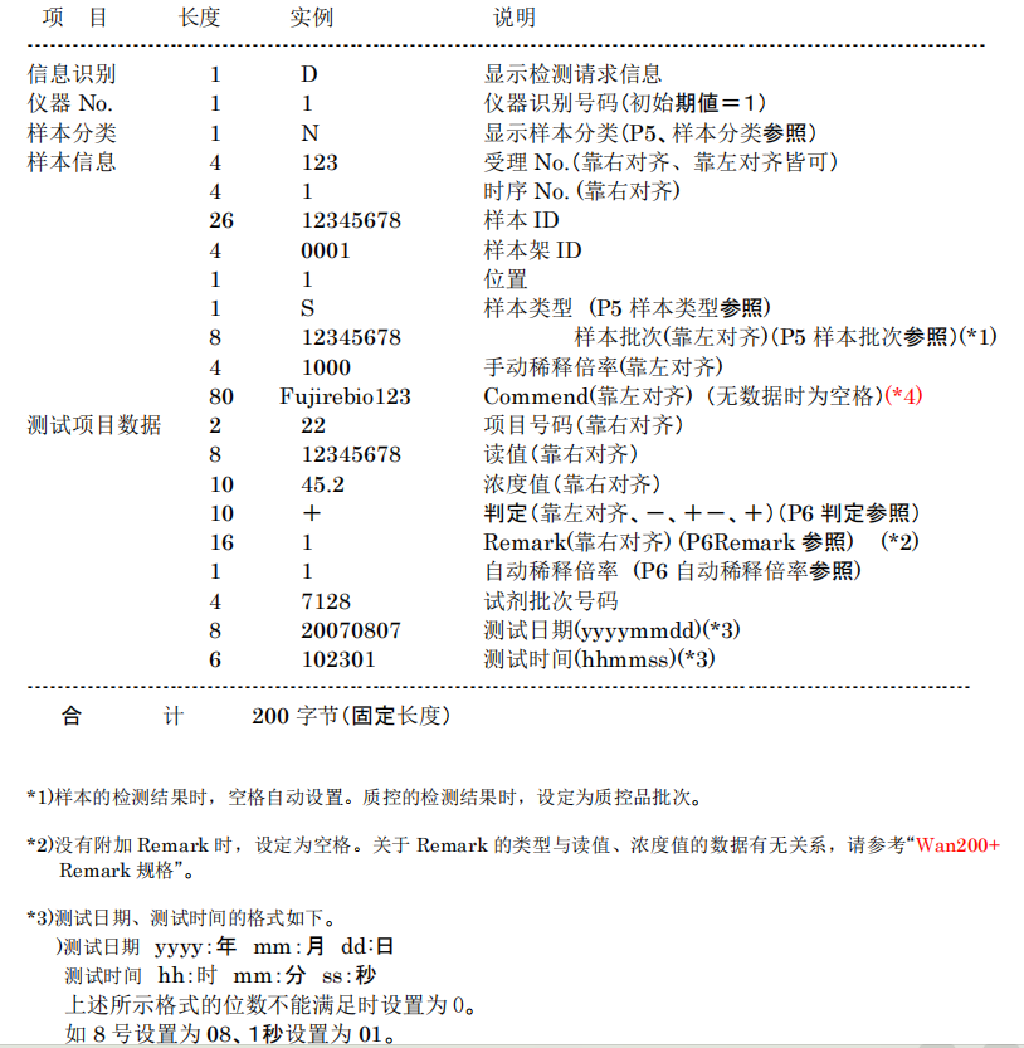 项 目 长度 实例 说明
信息识别 1 D 显示检测请求信息
仪器 No. 1 1 仪器识别号码(初始期値＝1)
样本分类 1 N 显示样本分类(P5、样本分类参照)
样本信息 4 123 受理 No.(靠右对齐、靠左对齐皆可)
4 1 时序 No. (靠右对齐)
26 12345678 样本 ID
4 0001 样本架 ID
1 1 位置
1 S 样本类型 (P5 样本类型参照)
8 12345678 样本批次(靠左对齐)(P5 样本批次参照)(*1)
4 1000 手动稀释倍率(靠左对齐)
80 Fujirebio123 Commend(靠左对齐) (无数据时为空格)(*4)
测试项目数据 2 22 项目号码(靠右对齐)
8 12345678 读值(靠右对齐)
10 45.2 浓度值(靠右对齐)
10 ＋ 判定(靠左对齐、－、＋－、＋)(P6 判定参照)
16 1 Remark(靠右对齐) (P6Remark 参照) (*2)
1 1 自动稀释倍率 (P6 自动稀释倍率参照)
4 7128 试剂批次号码
8 20070807 测试日期(yyyymmdd)(*3)
6 102301 测试时间(hhmmss)(*3)
合 计 200 字节(固定长度)
*1)样本的检测结果时，空格自动设置。质控的检测结果时，设定为质控品批次。
*2)没有附加 Remark 时，设定为空格。关于 Remark 的类型与读值、浓度值的数据有无关系，请参考“Wan200+
Remark 规格”。
*3)测试日期、测试时间的格式如下。
)测试日期 yyyy:年 mm:月 dd:日
测试时间 hh:时 mm:分 ss:秒
上述所示格式的位数不能满足时设置为 0。
如 8 号设置为 08、1秒设置为 01。